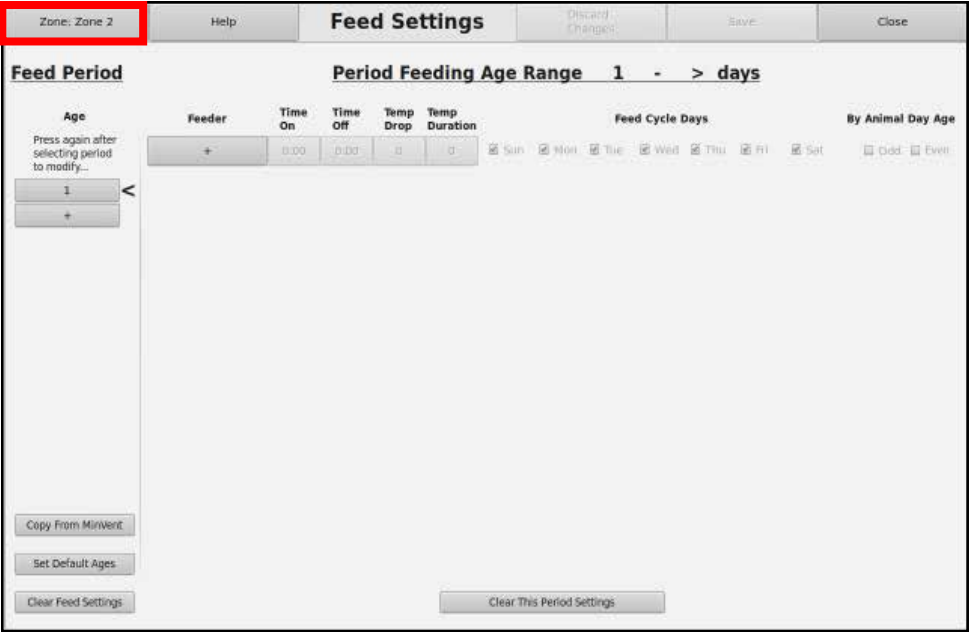 Zone: Zone 2
Help
Feed Settings
Discard
Changes
Save
Close
Feed Period
Period Feeding Age Range 1 - > days
Age
Press again after
selecting period
to modify...
1 <
+
Feeder
Time
On
Time
Off
Temp
Drop
Temp
Duration
Feed Cycle Days
By Animal Day Age
+ 0:00 0:00 0 0 Sun Mon Tue Wed Thu Fri Sat Odd Even
Copy From MinVent
Set Default Ages
Clear Feed Settings
Clear This Period Settings